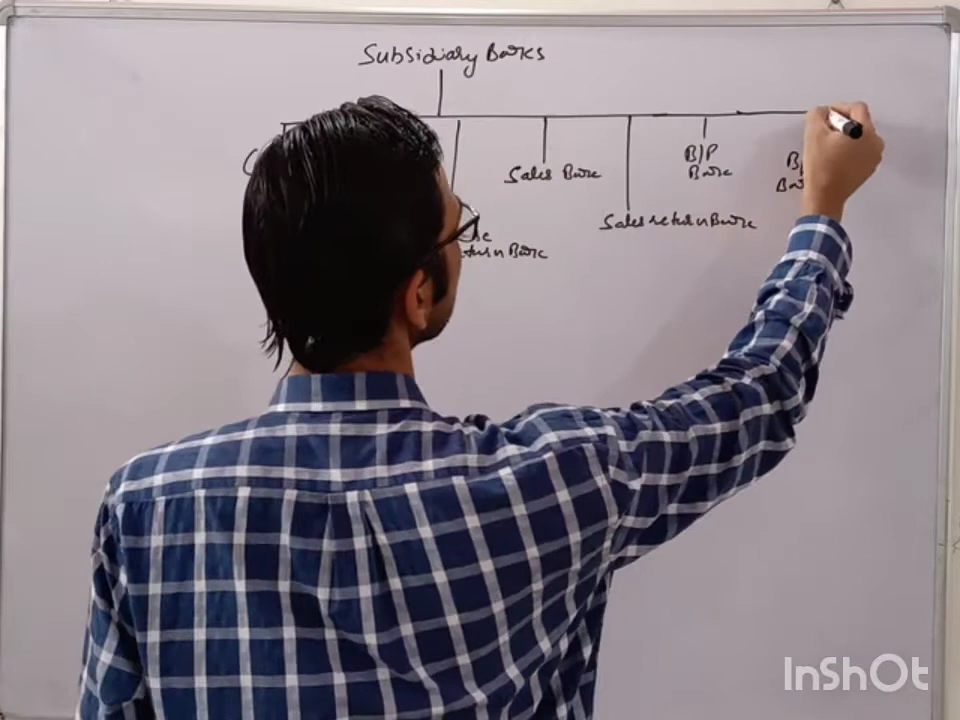 Subsidiary Books
Sales Book
B/P
Book
Sales return Book
return Book
InShOt